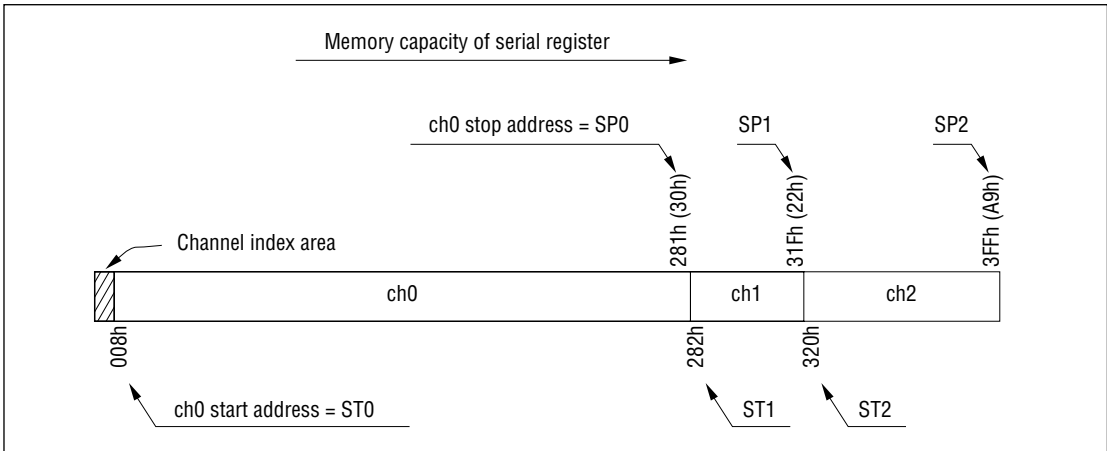 Memory capacity of serial register
ch0 stop address = SP0
SP1
SP2
281h (30h)
31Fh (22h)
3FFh (A9h)
Channel index area
ch0
ch1
ch2
008h
282h
320h
ch0 start address = ST0
ST1
ST2